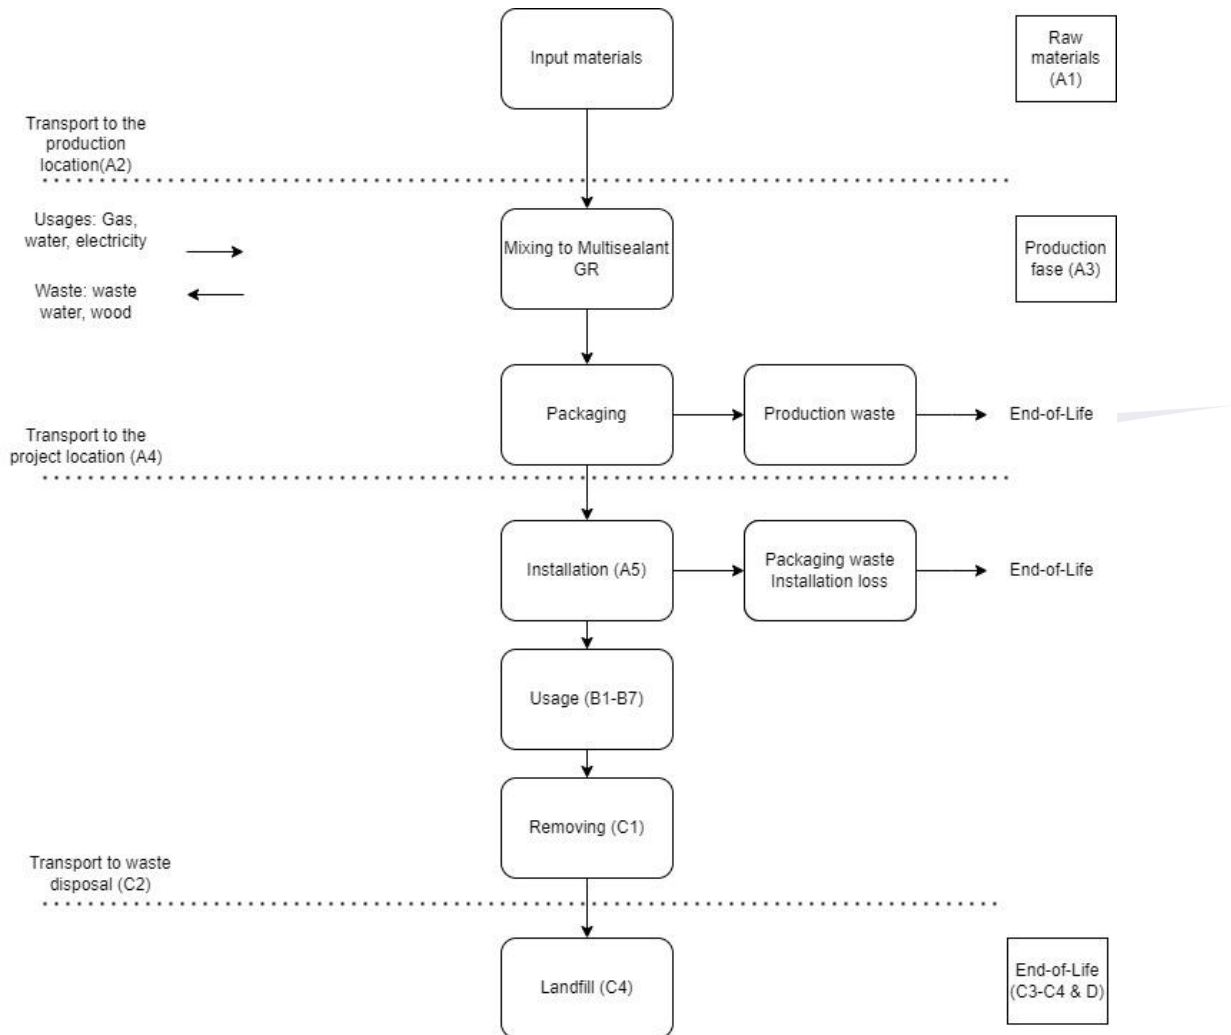 Input materials
Raw
materials
(A1)
Transport to the
production
location(A2)
Usages: Gas,
water, electricity
Mixing to Multisealant
GR
Production
fase (A3)
Waste: waste
water, wood
Packaging
Production waste
End-of-Life
Transport to the
project location (A4)
Installation (A5)
Packaging waste
Installation loss
End-of-Life
Usage (B1-B7)
Removing (C1)
Transport to waste
disposal (C2)
Landfill (C4)
End-of-Life
(C3-C4 & D)